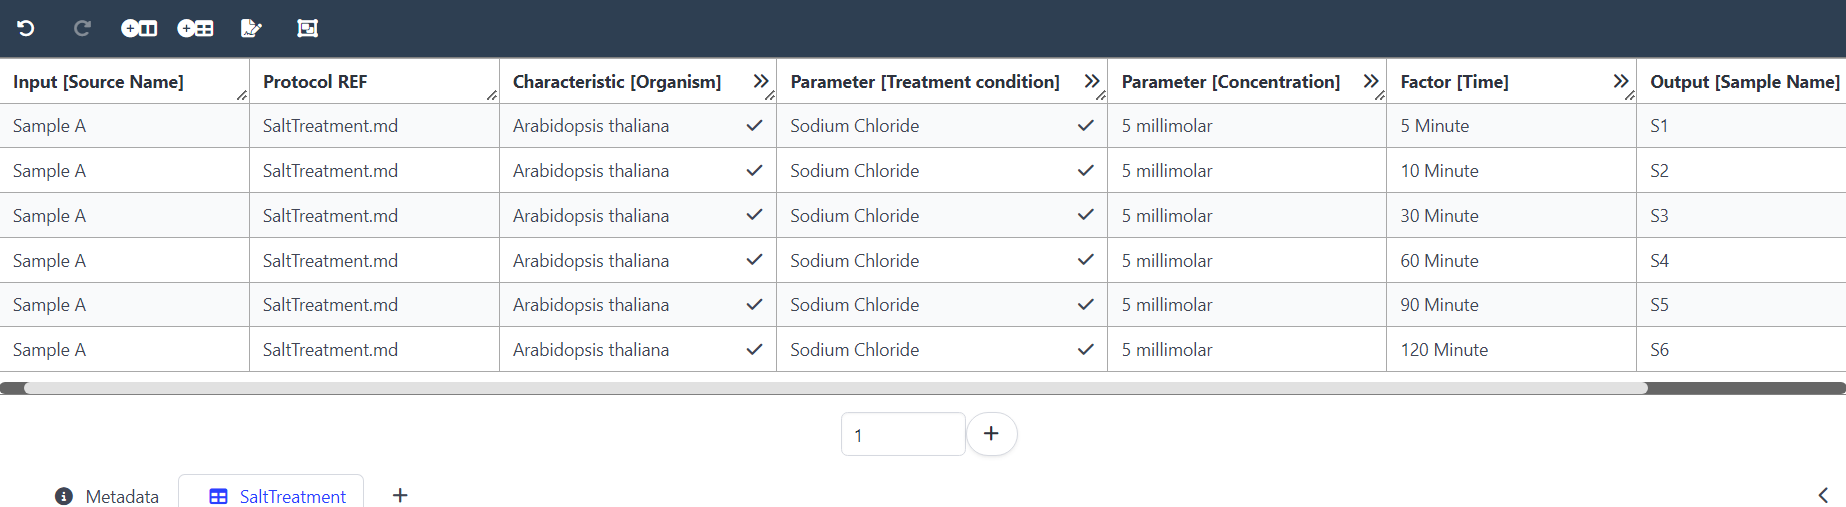 Input [Source Name] Protocol REF Characteristic [Organism] Parameter [Treatment condition] Parameter [Concentration] Factor [Time] Output [Sample Name]
Sample A SaltTreatment.md Arabidopsis thaliana Sodium Chloride 5 millimolar 5 Minute S1
Sample A SaltTreatment.md Arabidopsis thaliana Sodium Chloride 5 millimolar 10 Minute S2
Sample A SaltTreatment.md Arabidopsis thaliana Sodium Chloride 5 millimolar 30 Minute S3
Sample A SaltTreatment.md Arabidopsis thaliana Sodium Chloride 5 millimolar 60 Minute S4
Sample A SaltTreatment.md Arabidopsis thaliana Sodium Chloride 5 millimolar 90 Minute S5
Sample A SaltTreatment.md Arabidopsis thaliana Sodium Chloride 5 millimolar 120 Minute S6
1 +
Metadata SaltTreatment +